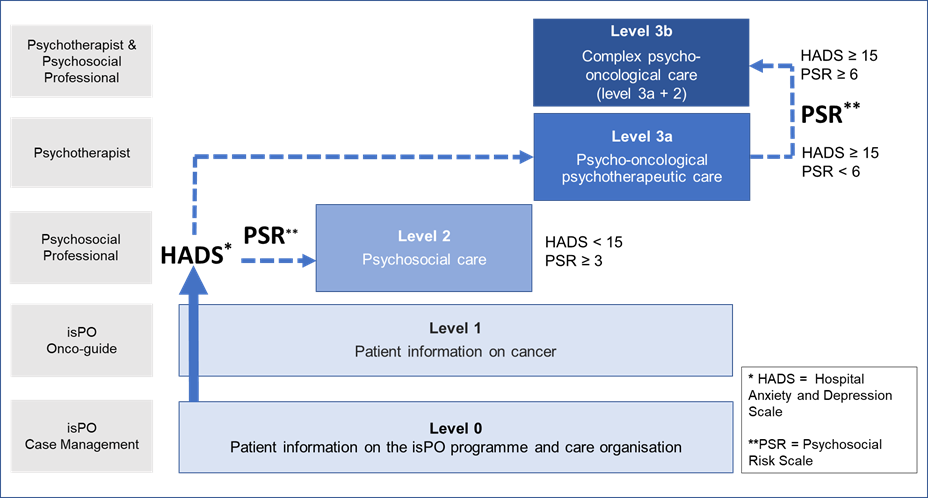 Psychotherapist &
Psychosocial
Professional
Level 3b
Complex psycho-
oncological care
(level 3a + 2)
HADS ≥ 15
PSR ≥ 6
PSR**
Psychotherapist
Level 3a
Psycho-oncological
psychotherapeutic care
HADS ≥ 15
PSR < 6
Psychosocial
Professional
HADS*
PSR**
Level 2
Psychosocial care
HADS < 15
PSR ≥ 3
isPO
Onco-guide
Level 1
Patient information on cancer
isPO
Case Management
Level 0
Patient information on the isPO programme and care organisation
* HADS = Hospital
Anxiety and Depression
Scale
**PSR = Psychosocial
Risk Scale